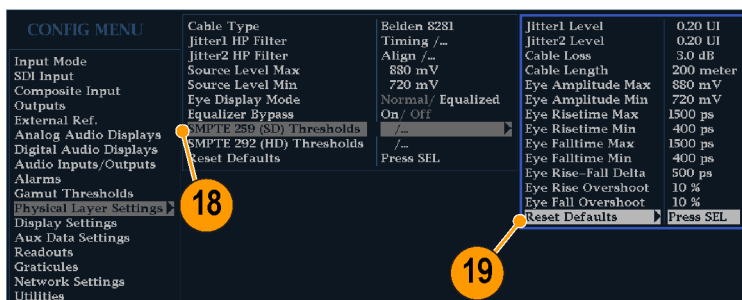 CONFIG MENU
Input Mode
SDI Input
Composite Input
Outputs
External Ref.
Analog Audio Displays
Digital Audio Displays
Audio Inputs/Outputs
Alarms
Gamut Thresholds
Physical Layer Settings
Display Settings
Aux Data Settings
Readouts
Graticules
Network Settings
Utilities
Cable Type Belden 8281
Jitter1 HP Filter Timing /...
Jitter2 HP Filter Align /...
Source Level Max 880 mV
Source Level Min 720 mV
Eye Display Mode Normal/ Equalized
Equalizer Bypass On/ Off
SMPTE 259 (SD) Thresholds /...
SMPTE 292 (HD) Thresholds /...
Reset Defaults Press SEL
18
Jitter1 Level 0.20 UI
Jitter2 Level 0.20 UI
Cable Loss 3.0 dB
Cable Length 200 meter
Eye Amplitude Max 880 mV
Eye Amplitude Min 720 mV
Eye Risetime Max 1500 ps
Eye Risetime Min 400 ps
Eye Falltime Max 1500 ps
Eye Falltime Min 400 ps
Eye Rise-Fall Delta 500 ps
Eye Rise Overshoot 10 %
Eye Fall Overshoot 10 %
Reset Defaults Press SEL
19